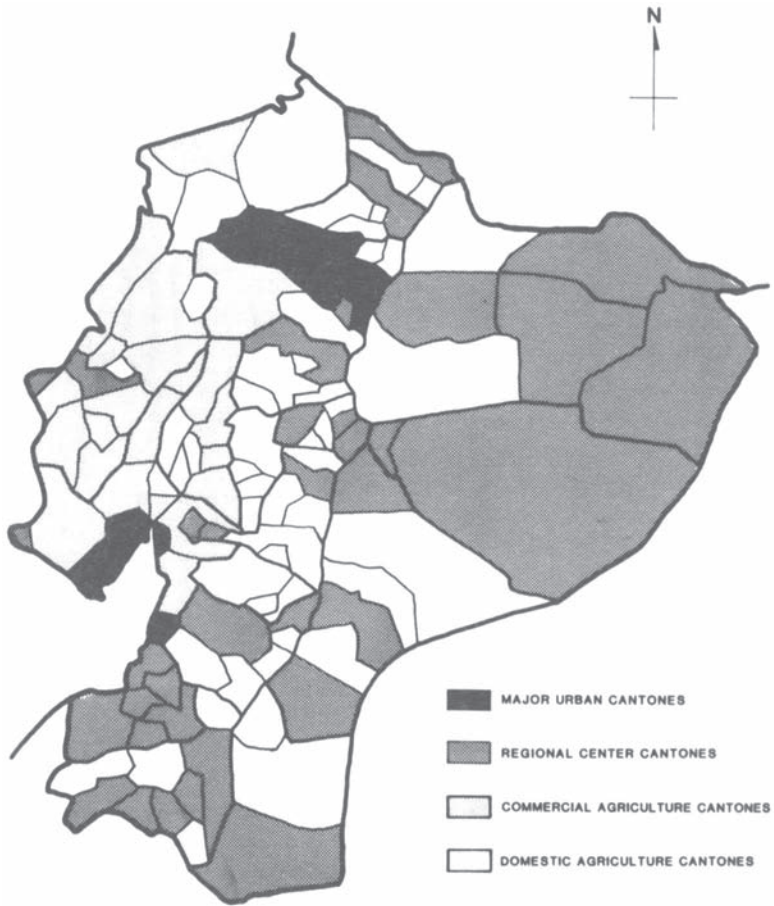 N
MAJOR URBAN CANTONES
REGIONAL CENTER CANTONES
COMMERCIAL AGRICULTURE CANTONES
DOMESTIC AGRICULTURE CANTONES